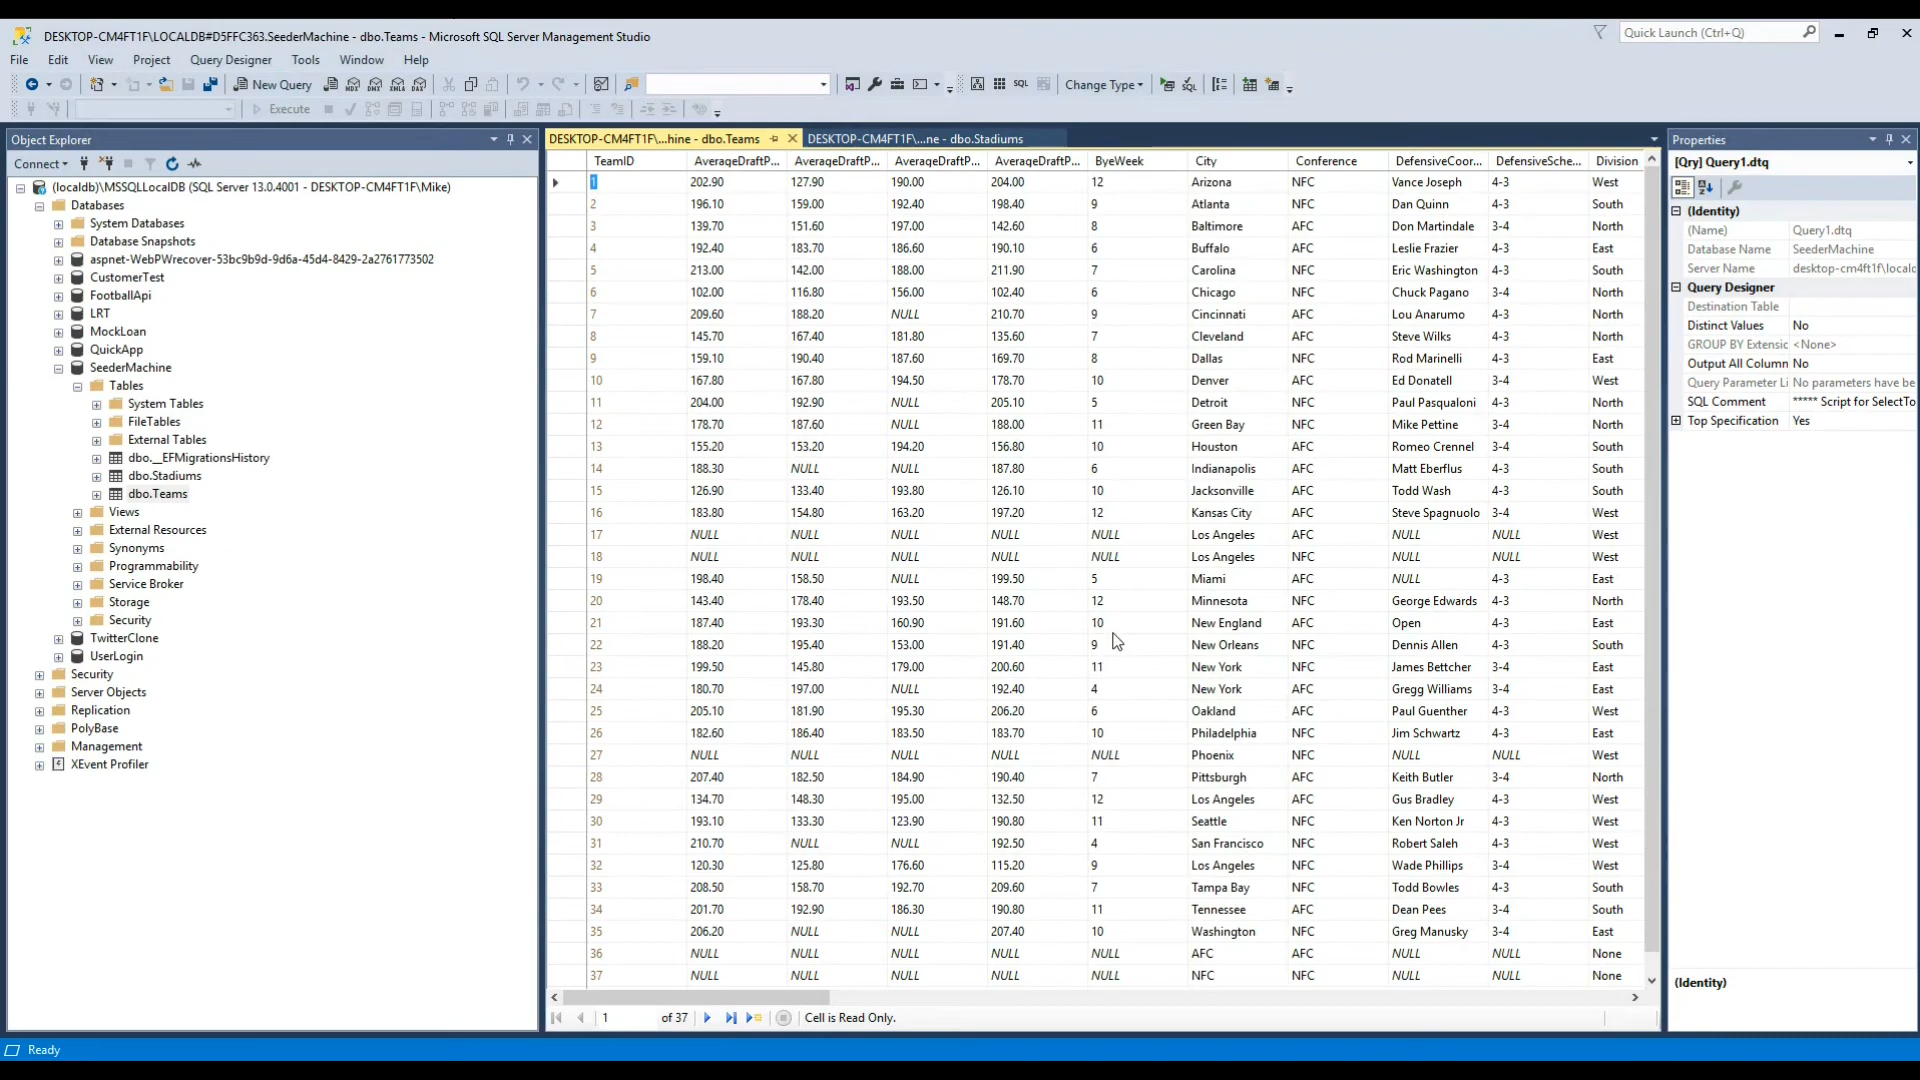 DESKTOP-CM4FT1F\LOCALDB#D5FFC363.SeederMachine - dbo.Teams - Microsoft SQL Server Management Studio
Quick Launch (Ctrl+Q)
File Edit View Project Query Designer Tools Window Help
New Query MDX DMX XMLA DAX SQL Change Type
Execute
Object Explorer
Connect
(localdb)\MSSQLLocalDB (SQL Server 13.0.4001 - DESKTOP-CM4FT1F\Mike)
Databases
System Databases
Database Snapshots
aspnet-WebPWrecover-53bc9b9d-9d6a-45d4-8429-2a2761773502
CustomerTest
FootballApi
LRT
MockLoan
QuickApp
SeederMachine
Tables
System Tables
FileTables
External Tables
dbo.__EFMigrationsHistory
dbo.Stadiums
dbo.Teams
Views
External Resources
Synonyms
Programmability
Service Broker
Storage
Security
TwitterClone
UserLogin
Security
Server Objects
Replication
PolyBase
Management
XEvent Profiler
DESKTOP-CM4FT1F\...hine - dbo.Teams DESKTOP-CM4FT1F\...ne - dbo.Stadiums
TeamID AverageDraftP... AverageDraftP... AverageDraftP... AverageDraftP... ByeWeek City Conference DefensiveCoor... DefensiveSche... Division
1 202.90 127.90 190.00 204.00 12 Arizona NFC Vance Joseph 4-3 West
2 196.10 159.00 192.40 198.40 9 Atlanta NFC Dan Quinn 4-3 South
3 139.70 151.60 197.00 142.60 8 Baltimore AFC Don Martindale 3-4 North
4 192.40 183.70 186.60 190.10 6 Buffalo AFC Leslie Frazier 4-3 East
5 213.00 142.00 188.00 211.90 7 Carolina NFC Eric Washington 4-3 South
6 102.00 116.80 156.00 102.40 6 Chicago NFC Chuck Pagano 3-4 North
7 209.60 188.20 NULL 210.70 9 Cincinnati AFC Lou Anarumo 4-3 North
8 145.70 167.40 181.80 135.60 7 Cleveland AFC Steve Wilks 4-3 North
9 159.10 190.40 187.60 169.70 8 Dallas NFC Rod Marinelli 4-3 East
10 167.80 167.80 194.50 178.70 10 Denver AFC Ed Donatell 3-4 West
11 204.00 192.90 NULL 205.10 5 Detroit NFC Paul Pasqualoni 4-3 North
12 178.70 187.60 NULL 188.00 11 Green Bay NFC Mike Pettine 3-4 North
13 155.20 153.20 194.20 156.80 10 Houston AFC Romeo Crennel 3-4 South
14 188.30 NULL NULL 187.80 6 Indianapolis AFC Matt Eberflus 4-3 South
15 126.90 133.40 193.80 126.10 10 Jacksonville AFC Todd Wash 4-3 South
16 183.80 154.80 163.20 197.20 12 Kansas City AFC Steve Spagnuolo 3-4 West
17 NULL NULL NULL NULL NULL Los Angeles AFC NULL NULL West
18 NULL NULL NULL NULL NULL Los Angeles NFC NULL NULL West
19 198.40 158.50 NULL 199.50 5 Miami AFC NULL 4-3 East
20 143.40 178.40 193.50 148.70 12 Minnesota NFC George Edwards 4-3 North
21 187.40 193.30 160.90 191.60 10 New England AFC Open 4-3 East
22 188.20 195.40 153.00 191.40 9 New Orleans NFC Dennis Allen 4-3 South
23 199.50 145.80 179.00 200.60 11 New York NFC James Bettcher 3-4 East
24 180.70 197.00 NULL 192.40 4 New York AFC Gregg Williams 3-4 East
25 205.10 181.90 195.30 206.20 6 Oakland AFC Paul Guenther 4-3 West
26 182.60 186.40 183.50 183.70 10 Philadelphia NFC Jim Schwartz 4-3 East
27 NULL NULL NULL NULL NULL Phoenix NFC NULL NULL West
28 207.40 182.50 184.90 190.40 7 Pittsburgh AFC Keith Butler 3-4 North
29 134.70 148.30 195.00 132.50 12 Los Angeles AFC Gus Bradley 4-3 West
30 193.10 133.30 123.90 190.80 11 Seattle NFC Ken Norton Jr 4-3 West
31 210.70 NULL NULL 192.50 4 San Francisco NFC Robert Saleh 4-3 West
32 120.30 125.80 176.60 115.20 9 Los Angeles NFC Wade Phillips 3-4 West
33 208.50 158.70 192.70 209.60 7 Tampa Bay NFC Todd Bowles 4-3 South
34 201.70 192.90 186.30 190.80 11 Tennessee AFC Dean Pees 3-4 South
35 206.20 NULL NULL 207.40 10 Washington NFC Greg Manusky 3-4 East
36 NULL NULL NULL NULL NULL AFC AFC NULL NULL None
37 NULL NULL NULL NULL NULL NFC NFC NULL NULL None
1 of 37 Cell is Read Only.
Properties
[Qry] Query1.dtq
(Identity)
(Name) Query1.dtq
Database Name SeederMachine
Server Name desktop-cm4ft1f\localc
Query Designer
Destination Table
Distinct Values No
GROUP BY Extensic <None>
Output All Column No
Query Parameter Li No parameters have be
SQL Comment ***** Script for SelectTo
Top Specification Yes
(Identity)
Ready